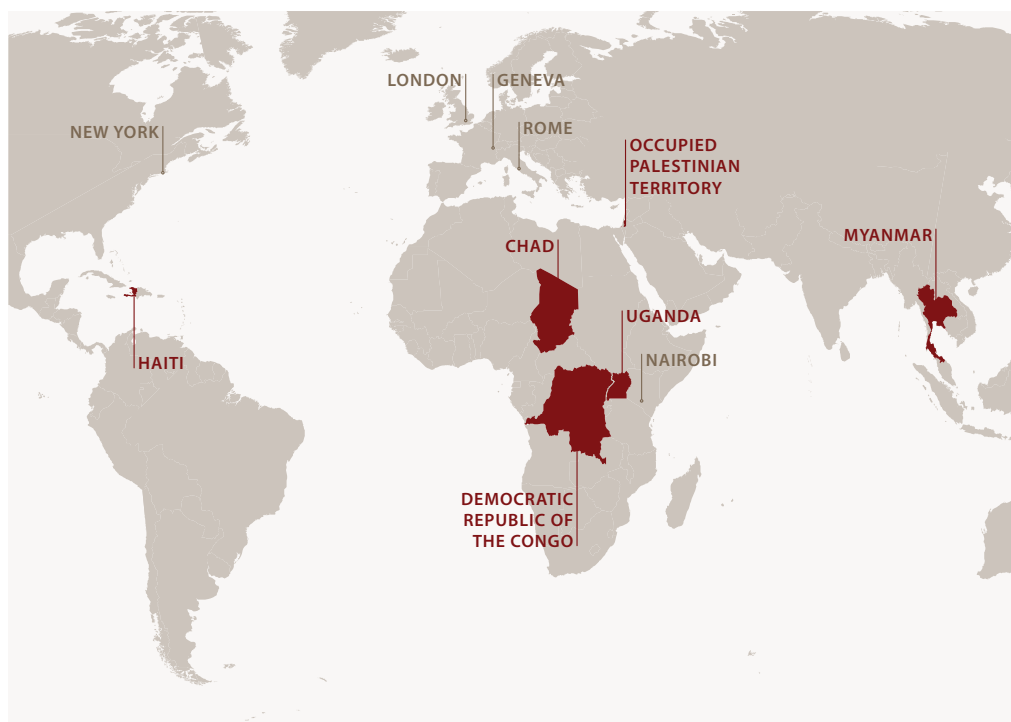 LONDON
GENEVA
NEW YORK
ROME
OCCUPIED
PALESTINIAN
TERRITORY
CHAD
MYANMAR
UGANDA
NAIROBI
HAITI
DEMOCRATIC
REPUBLIC OF
THE CONGO